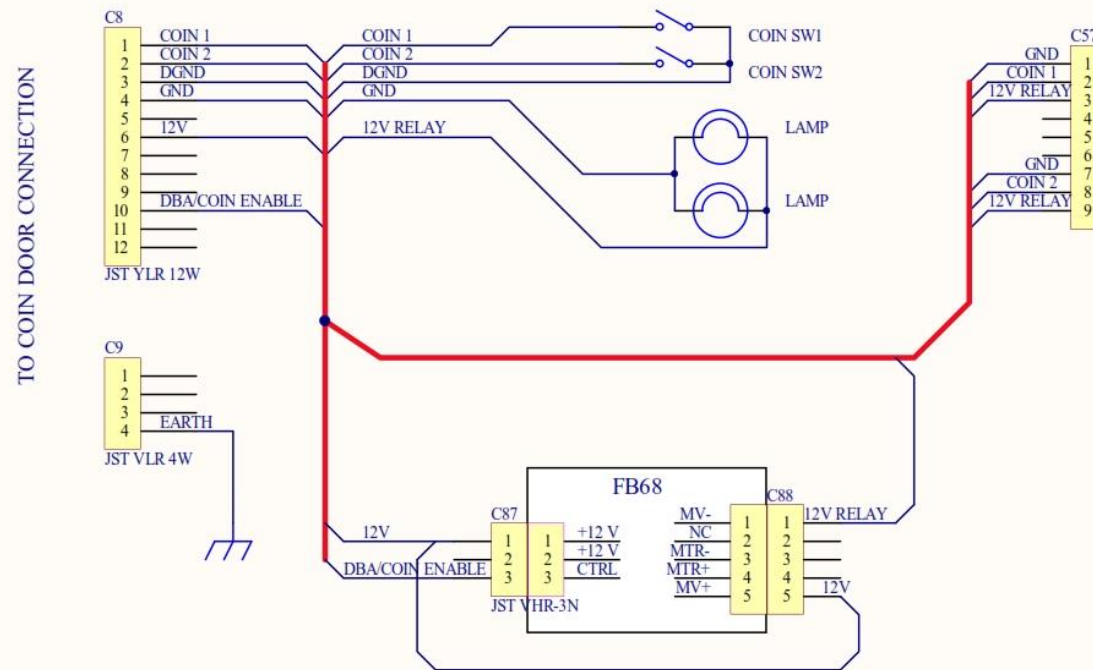 TO COIN DOOR CONNECTION
C8
1
2
3
4
5
6
7
8
9
10
11
12
COIN 1
COIN 2
DGND
GND
12V
DBA/COIN ENABLE
JST YLR 12W
COIN 1
COIN 2
DGND
GND
12V RELAY
COIN SW1
COIN SW2
LAMP
LAMP
C57
GND
COIN 1
12V RELAY
GND
COIN 2
12V RELAY
1
2
3
4
5
6
7
8
9
C9
1
2
3
4
EARTH
JST VLR 4W
FB68
C87
12V
DBA/COIN ENABLE
1
2
3
1
2
3
+12 V
+12 V
CTRL
JST VHR-3N
C88
MV-
NC
MTR-
MTR+
MV+
1
2
3
4
5
1
2
3
4
5
12V RELAY
12V